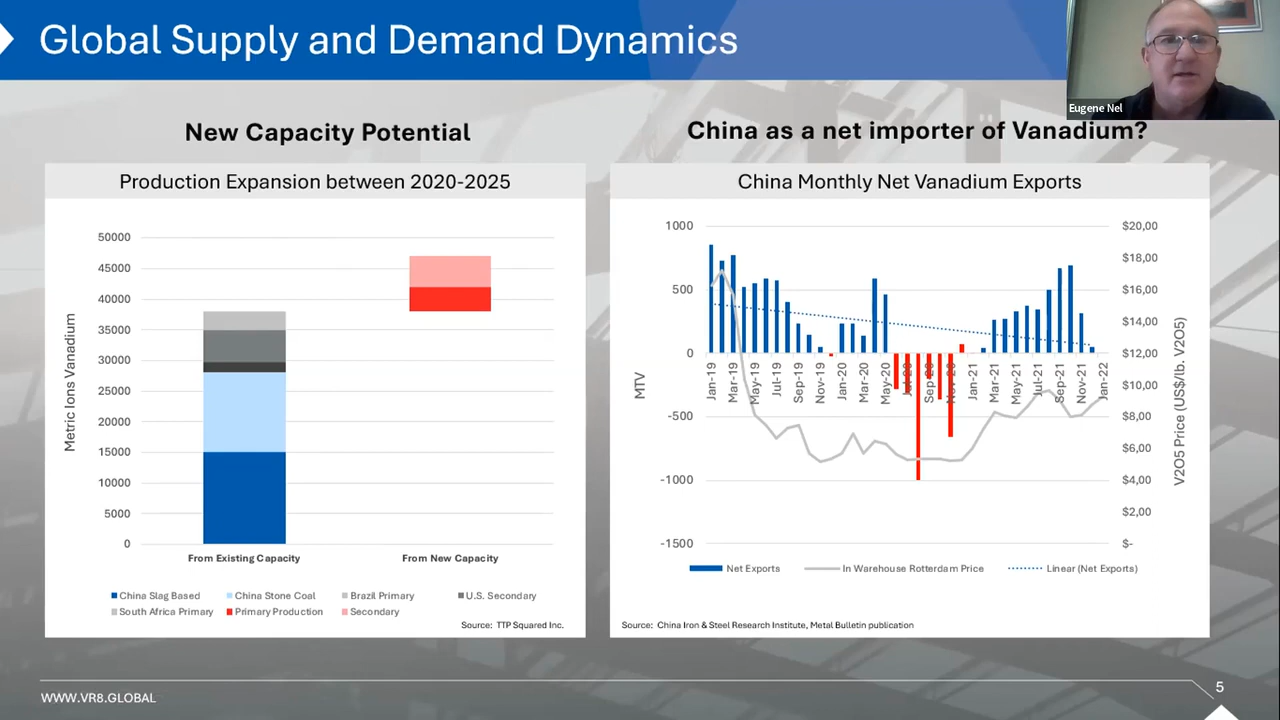 Global Supply and Demand Dynamics
Eugene Nel
New Capacity Potential
Production Expansion between 2020-2025
Metric Ions Vanadium
50000
45000
40000
35000
30000
25000
20000
15000
10000
5000
0
From Existing Capacity
From New Capacity
China Slag Based
China Stone Coal
Brazil Primary
U.S. Secondary
South Africa Primary
Primary Production
Secondary
Source: TTP Squared Inc.
China as a net importer of Vanadium?
China Monthly Net Vanadium Exports
MTV
1000
500
0
-500
-1000
-1500
Jan-19
Mar-19
May-19
Jul-19
Sep-19
Nov-19
Jan-20
Mar-20
May-20
Jul-20
Sep-20
Nov-20
Jan-21
Mar-21
May-21
Jul-21
Sep-21
Nov-21
Jan-22
$20,00
$18,00
$16,00
$14,00
$12,00
$10,00
$8,00
$6,00
$4,00
$2,00
$-
V2O5 Price (US$/lb. V2O5)
Net Exports
In Warehouse Rotterdam Price
Linear (Net Exports)
Source: China Iron & Steel Research Institute, Metal Bulletin publication
WWW.VR8.GLOBAL
5